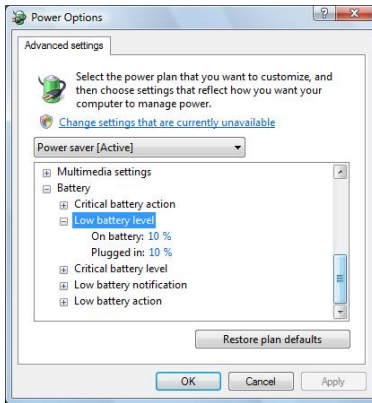 Power Options
Advanced settings
Select the power plan that you want to customize, and
then choose settings that reflect how you want your
computer to manage power.
Change settings that are currently unavailable
Power saver [Active]
Multimedia settings
Battery
Critical battery action
Low battery level
On battery: 10 %
Plugged in: 10 %
Critical battery level
Low battery notification
Low battery action
Restore plan defaults
OK Cancel Apply